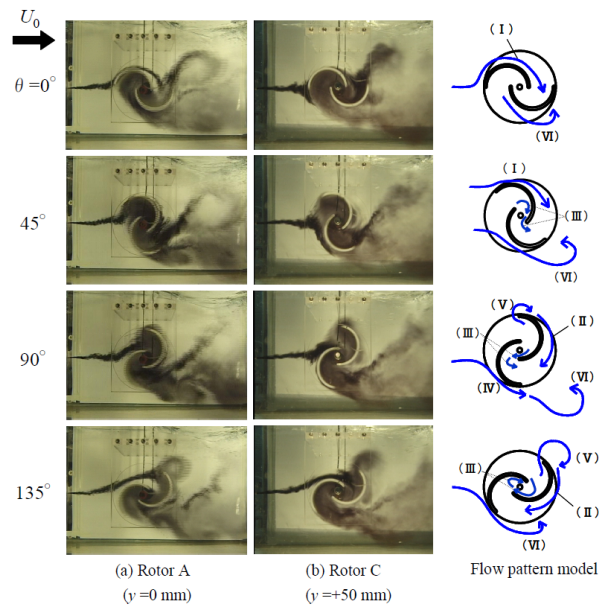 U₀
θ =0°
(I)
(VI)
45°
(I)
(III)
(VI)
90°
(V)
(III)
(II)
(IV)
(VI)
135°
(V)
(III)
(II)
(VI)
(a) Rotor A
(b) Rotor C
Flow pattern model
(y =0 mm)
(y =+50 mm)